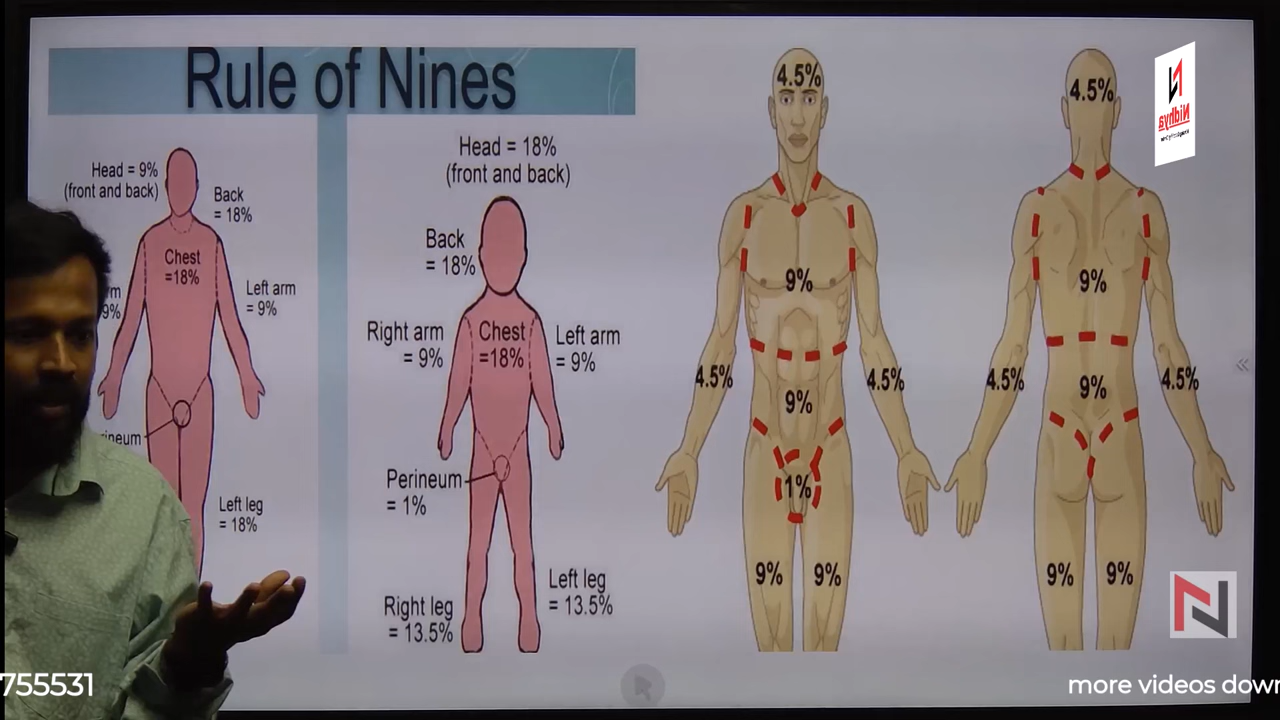 Rule of Nines
Head = 9%
(front and back)
Back
= 18%
Chest
=18%
Left arm
= 9%
9%
Left leg
= 18%
Head = 18%
(front and back)
Back
= 18%
Right arm
= 9%
Chest
=18%
Left arm
= 9%
Perineum
= 1%
Right leg
= 13.5%
Left leg
= 13.5%
4.5%
9%
4.5%
4.5%
9%
1%
9%
9%
4.5%
9%
4.5%
4.5%
9%
9%
9%
Nidhya
755531
more videos down